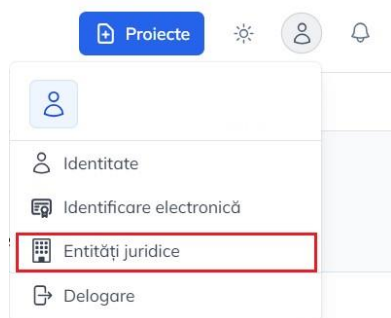 Proiecte
Identitate
Identificare electronică
Entități juridice
Delogare